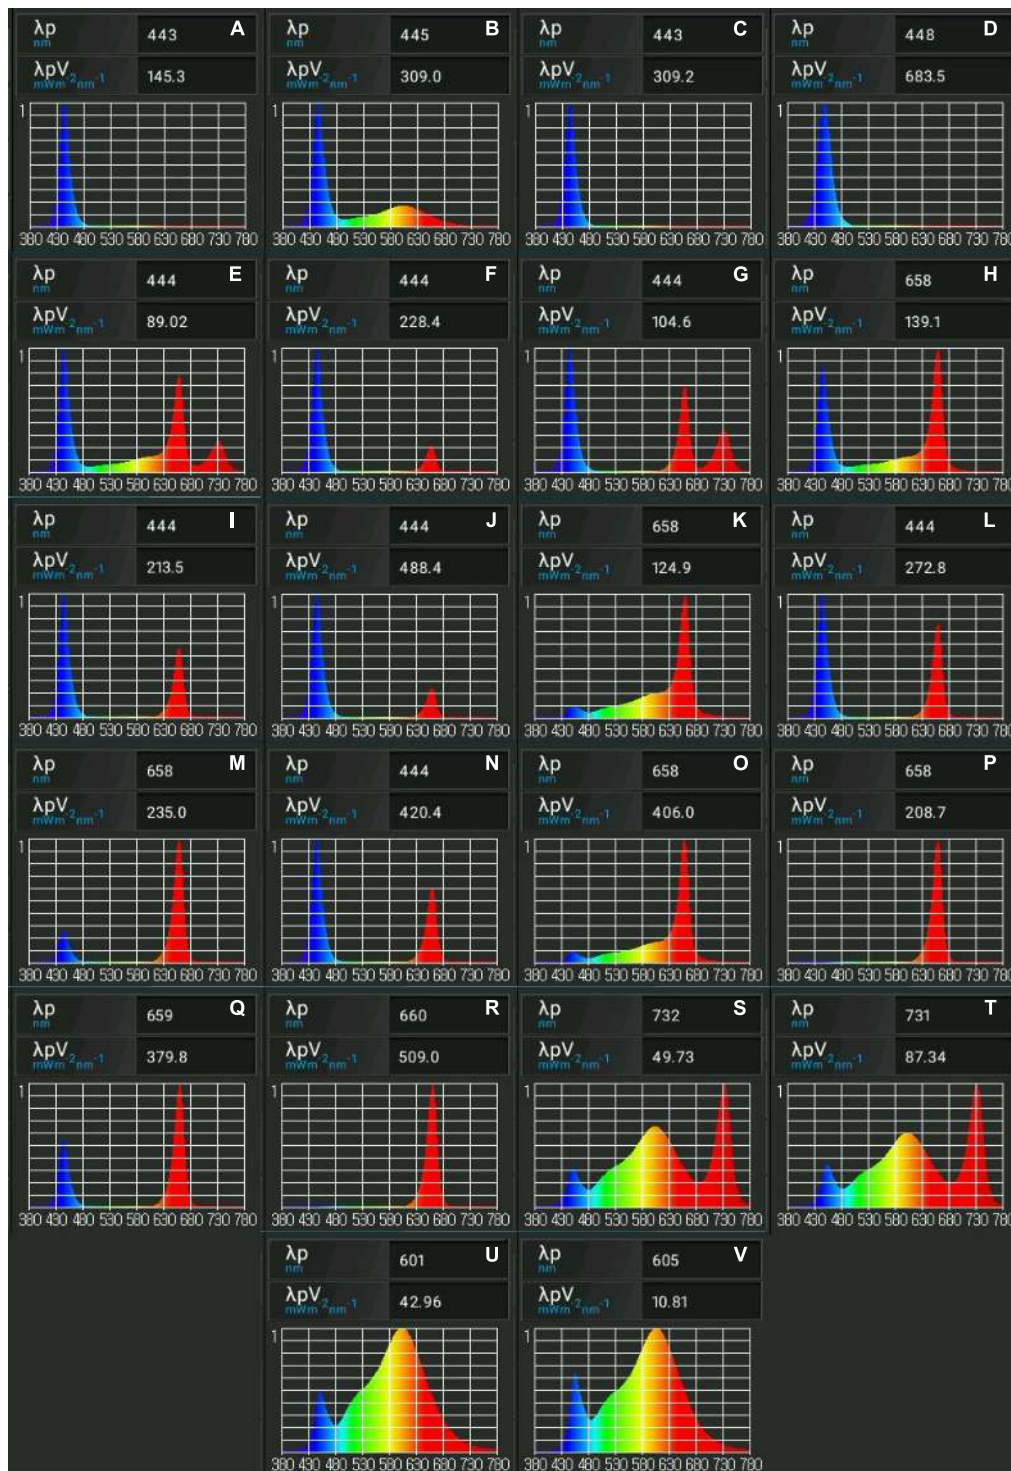 λp nm 443 A λp nm 445 B λp nm 443 C λp nm 448 D
λpV mWm-2nm-1 145.3 λpV mWm-2nm-1 309.0 λpV mWm-2nm-1 309.2 λpV mWm-2nm-1 683.5
1 1 1 1
380 430 480 530 580 630 680 730 780 380 430 480 530 580 630 680 730 780 380 430 480 530 580 630 680 730 780 380 430 480 530 580 630 680 730 780
λp nm 444 E λp nm 444 F λp nm 444 G λp nm 658 H
λpV mWm-2nm-1 89.02 λpV mWm-2nm-1 228.4 λpV mWm-2nm-1 104.6 λpV mWm-2nm-1 139.1
1 1 1 1
380 430 480 530 580 630 680 730 780 380 430 480 530 580 630 680 730 780 380 430 480 530 580 630 680 730 780 380 430 480 530 580 630 680 730 780
λp nm 444 I λp nm 444 J λp nm 658 K λp nm 444 L
λpV mWm-2nm-1 213.5 λpV mWm-2nm-1 488.4 λpV mWm-2nm-1 124.9 λpV mWm-2nm-1 272.8
1 1 1 1
380 430 480 530 580 630 680 730 780 380 430 480 530 580 630 680 730 780 380 430 480 530 580 630 680 730 780 380 430 480 530 580 630 680 730 780
λp nm 658 M λp nm 444 N λp nm 658 O λp nm 658 P
λpV mWm-2nm-1 235.0 λpV mWm-2nm-1 420.4 λpV mWm-2nm-1 406.0 λpV mWm-2nm-1 208.7
1 1 1 1
380 430 480 530 580 630 680 730 780 380 430 480 530 580 630 680 730 780 380 430 480 530 580 630 680 730 780 380 430 480 530 580 630 680 730 780
λp nm 659 Q λp nm 660 R λp nm 732 S λp nm 731 T
λpV mWm-2nm-1 379.8 λpV mWm-2nm-1 509.0 λpV mWm-2nm-1 49.73 λpV mWm-2nm-1 87.34
1 1 1 1
380 430 480 530 580 630 680 730 780 380 430 480 530 580 630 680 730 780 380 430 480 530 580 630 680 730 780 380 430 480 530 580 630 680 730 780
λp nm 601 U λp nm 605 V
λpV mWm-2nm-1 42.96 λpV mWm-2nm-1 10.81
1 1
380 430 480 530 580 630 680 730 780 380 430 480 530 580 630 680 730 780